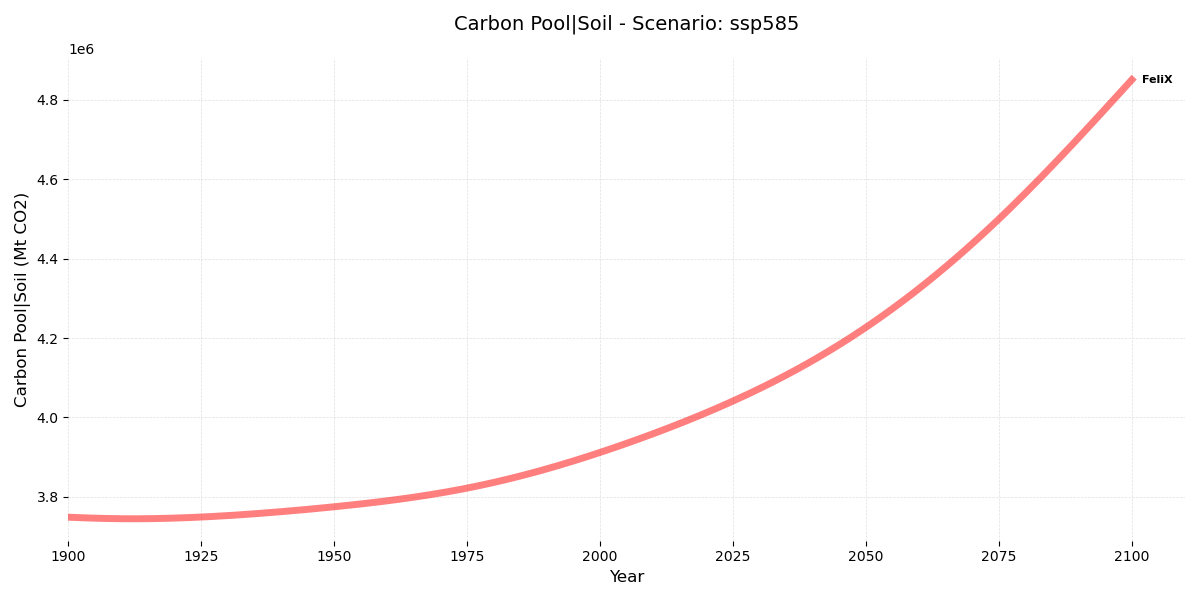 Carbon Pool|Soil - Scenario: ssp585
1e6
FeliX
4.8
4.6
4.4
4.2
4.0
3.8
Carbon Pool|Soil (Mt CO2)
1900 1925 1950 1975 2000 2025 2050 2075 2100
Year